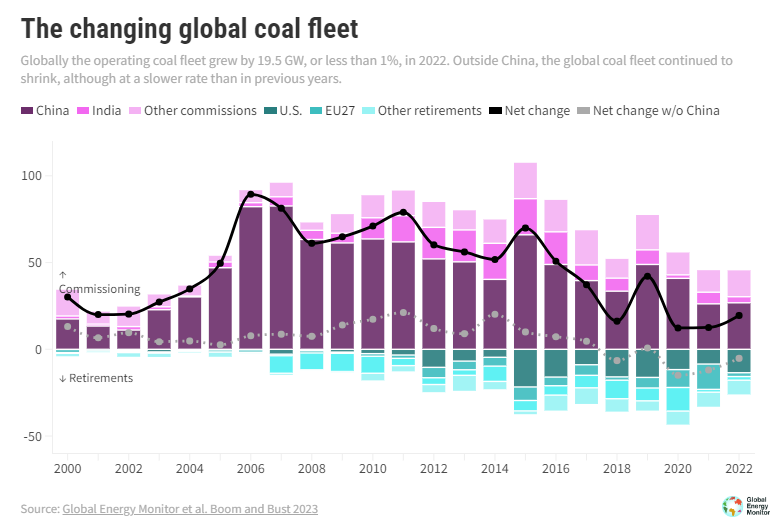 The changing global coal fleet
Globally the operating coal fleet grew by 19.5 GW, or less than 1%, in 2022. Outside China, the global coal fleet continued to
shrink, although at a slower rate than in previous years.
China India Other commissions U.S. EU27 Other retirements Net change Net change w/o China
100
50
↑
Commissioning
0
↓ Retirements
-50
2000 2002 2004 2006 2008 2010 2012 2014 2016 2018 2020 2022
Source: Global Energy Monitor et al. Boom and Bust 2023
Global
Energy
Monitor